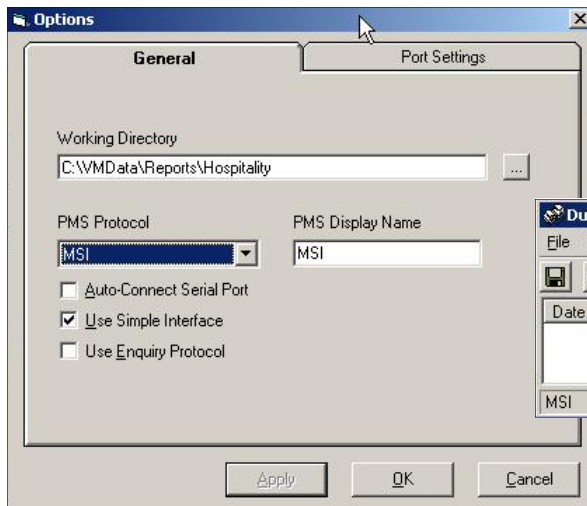 Options
General
Port Settings
Working Directory
C:\VMData\Reports\Hospitality
...
PMS Protocol
PMS Display Name
MSI
MSI
Auto-Connect Serial Port
Use Simple Interface
Use Enquiry Protocol
Apply
OK
Cancel
Du
File
Date
MSI